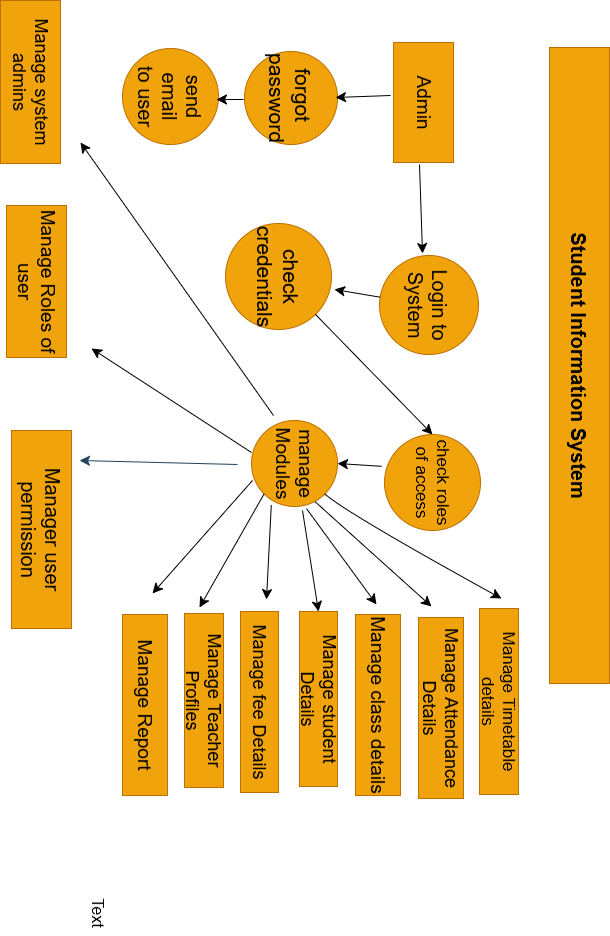 Student Information System
Admin
forgot
password
send
email
to user
Login to
System
check
credentials
check roles
of access
manage
Modules
Manage system
admins
Manage Roles of
user
Manager user
permission
Manage Timetable
details
Manage Attendance
Details
Manage class details
Manage student
Details
Manage fee Details
Manage Teacher
Profiles
Manage Report
Text